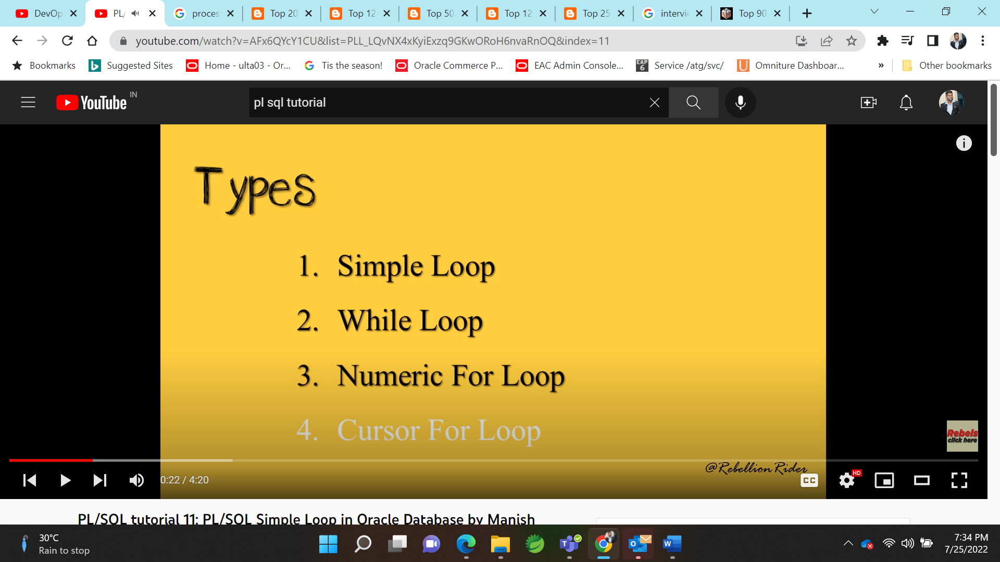 DevOp
PL/
proces
Top 20
Top 12
Top 50
Top 12
Top 25
intervie
Top 90
youtube.com/watch?v=AFx6QYcY1CU&list=PLL_LQvNX4xKyiExzq9GKwORoH6nvaRnOQ&index=11
Bookmarks
Suggested Sites
Home - ulta03 - Or...
Tis the season!
Oracle Commerce P...
EAC Admin Console...
EAP 6
Service /atg/svc/
Omniture Dashboar...
»
Other bookmarks
YouTube IN
pl sql tutorial
Types
1. Simple Loop
2. While Loop
3. Numeric For Loop
4. Cursor For Loop
Rebels
click here
@Rebellion Rider
0:22 / 4:20
CC
HD
PL/SQL tutorial 11: PL/SQL Simple Loop in Oracle Database by Manish
30°C
Rain to stop
7:34 PM
7/25/2022